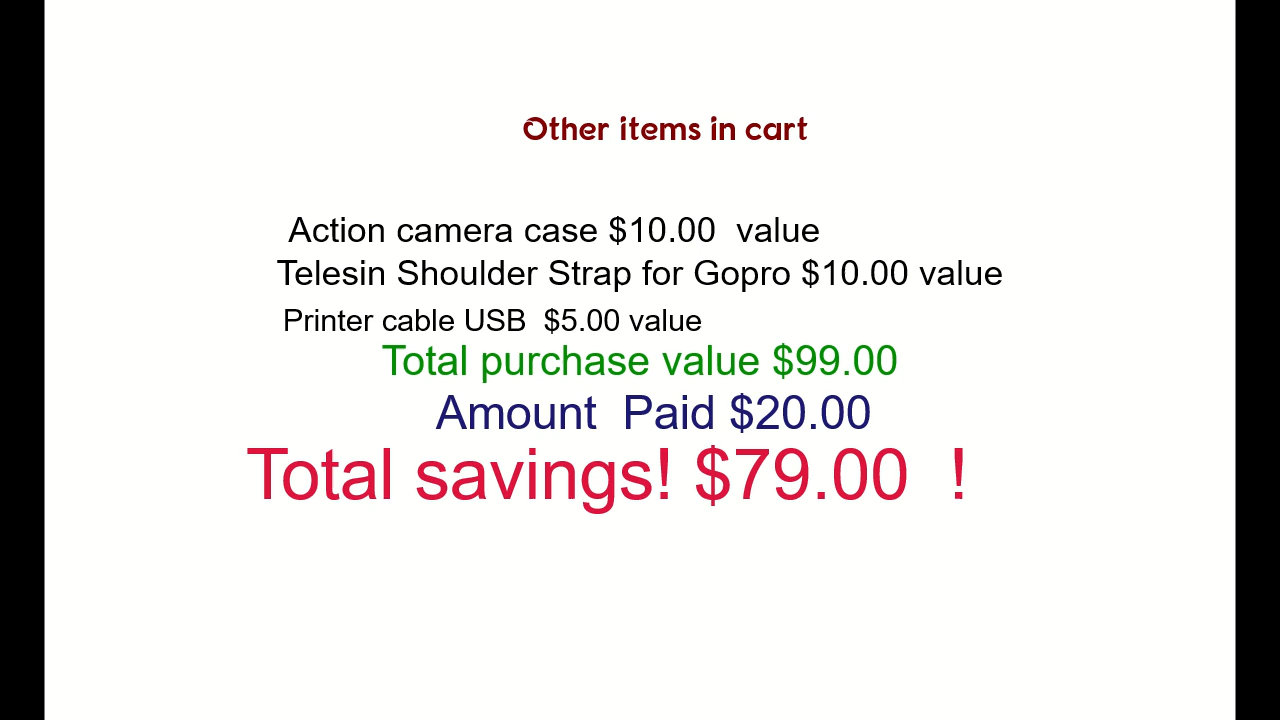 Other items in cart
Action camera case $10.00 value
Telesin Shoulder Strap for Gopro $10.00 value
Printer cable USB $5.00 value
Total purchase value $99.00
Amount Paid $20.00
Total savings! $79.00 !